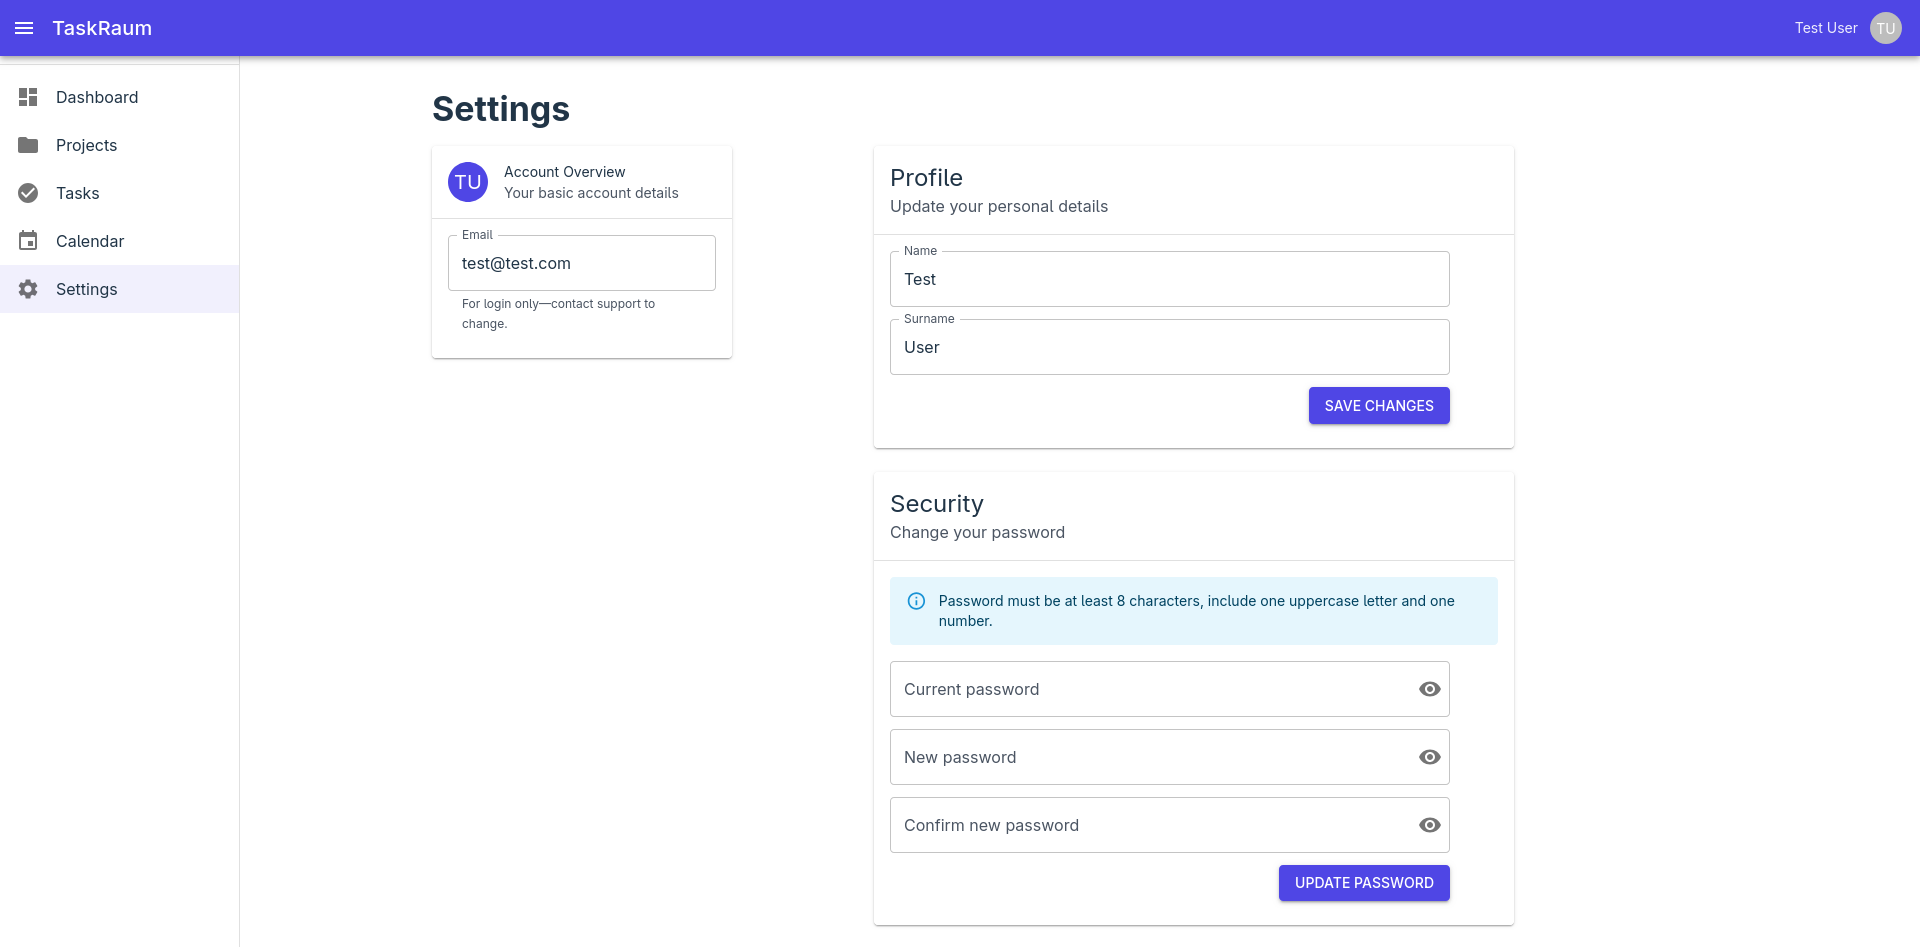 TaskRaum
Test User
TU
Dashboard
Projects
Tasks
Calendar
Settings
Settings
TU
Account Overview
Your basic account details
Email
test@test.com
For login only—contact support to
change.
Profile
Update your personal details
Name
Test
Surname
User
SAVE CHANGES
Security
Change your password
Password must be at least 8 characters, include one uppercase letter and one
number.
Current password
New password
Confirm new password
UPDATE PASSWORD